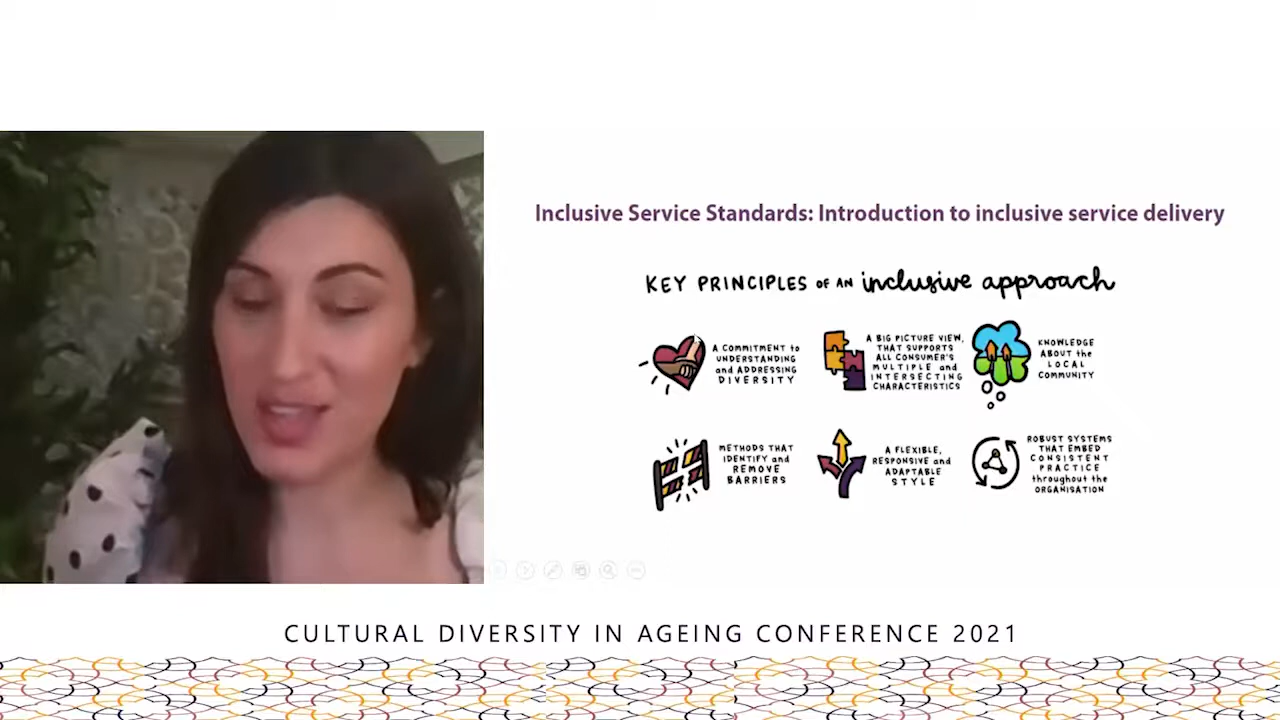 Inclusive Service Standards: Introduction to inclusive service delivery
KEY PRINCIPLES OF AN inclusive approach
A COMMITMENT to
UNDERSTANDING
and ADDRESSING
DIVERSITY
A BIG PICTURE VIEW,
THAT SUPPORTS
ALL CONSUMER'S
MULTIPLE and
INTERSECTING
CHARACTERISTICS
KNOWLEDGE
ABOUT the
LOCAL
COMMUNITY
METHODS THAT
IDENTIFY and
REMOVE
BARRIERS
A FLEXIBLE,
RESPONSIVE and
ADAPTABLE
STYLE
ROBUST SYSTEMS
THAT EMBED
CONSISTENT
PRACTICE
throughout the
ORGANISATION
CULTURAL DIVERSITY IN AGEING CONFERENCE 2021